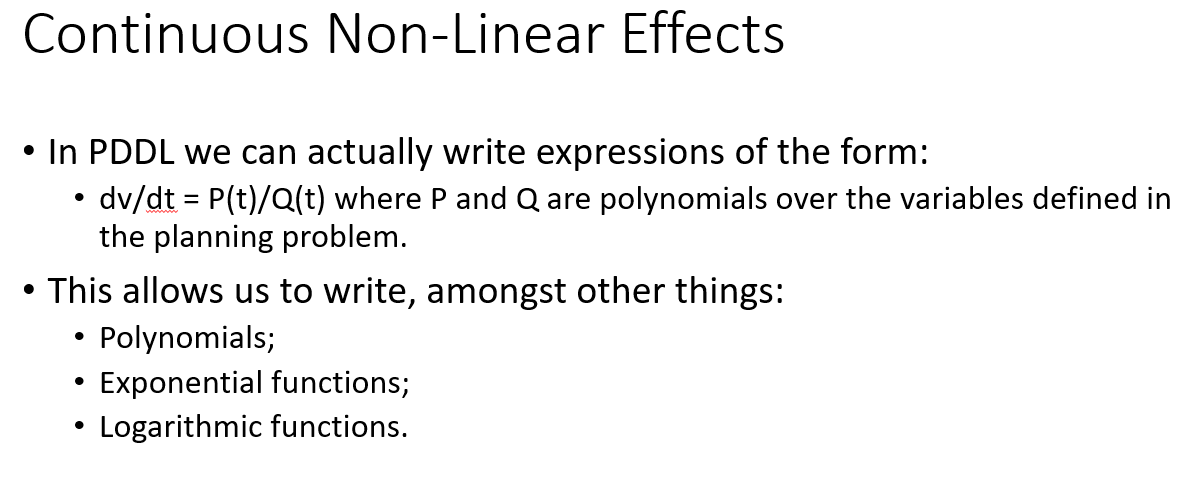 Continuous Non-Linear Effects
• In PDDL we can actually write expressions of the form:
• dv/dt = P(t)/Q(t) where P and Q are polynomials over the variables defined in
the planning problem.
• This allows us to write, amongst other things:
• Polynomials;
• Exponential functions;
• Logarithmic functions.